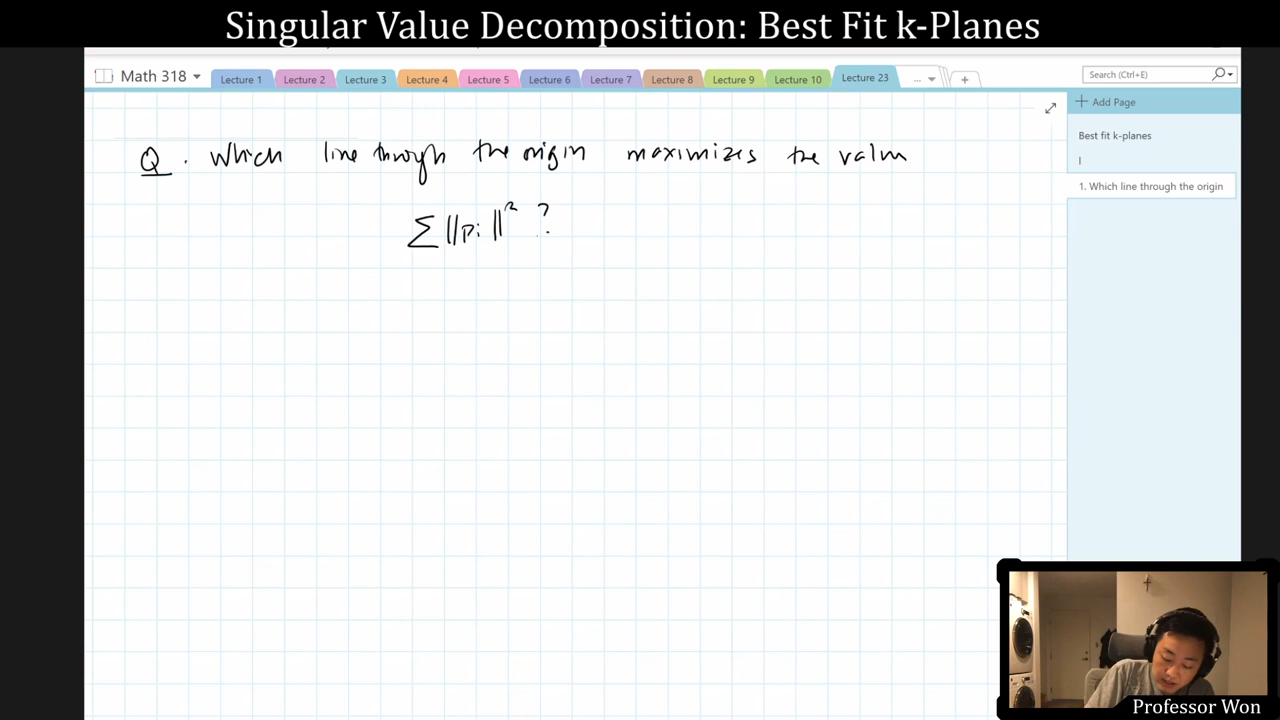 Singular Value Decomposition: Best Fit k-Planes
Math 318
Lecture 1
Lecture 2
Lecture 3
Lecture 4
Lecture 5
Lecture 6
Lecture 7
Lecture 8
Lecture 9
Lecture 10
Lecture 23
...
Search (Ctrl+E)
Add Page
Best fit k-planes
I
1. Which line through the origin
Q. Which line through the origin maximizes the value
∑ ||pi||² ?
Professor Won